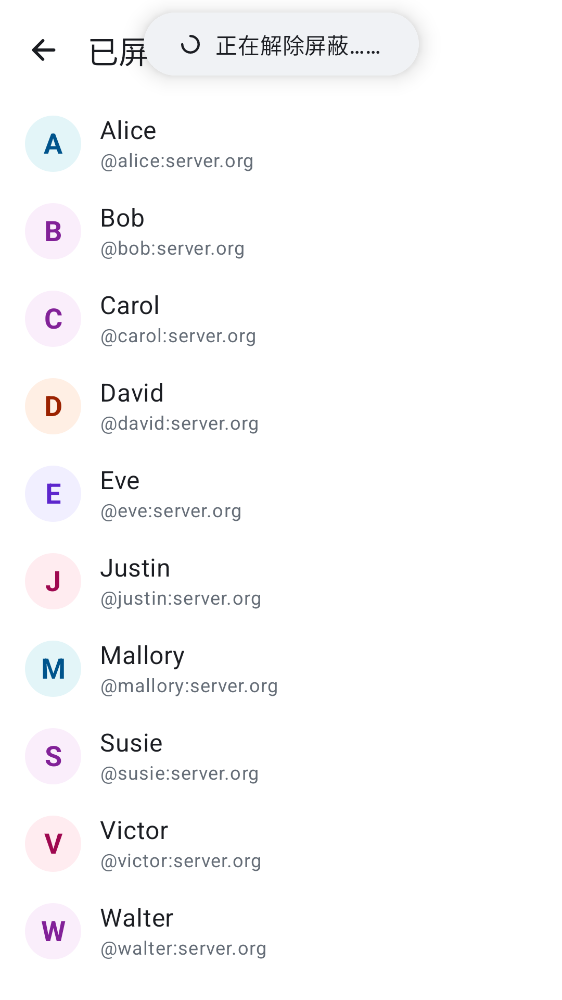 已屏
正在解除屏蔽……
A
Alice
@alice:server.org
B
Bob
@bob:server.org
C
Carol
@carol:server.org
D
David
@david:server.org
E
Eve
@eve:server.org
J
Justin
@justin:server.org
M
Mallory
@mallory:server.org
S
Susie
@susie:server.org
V
Victor
@victor:server.org
W
Walter
@walter:server.org